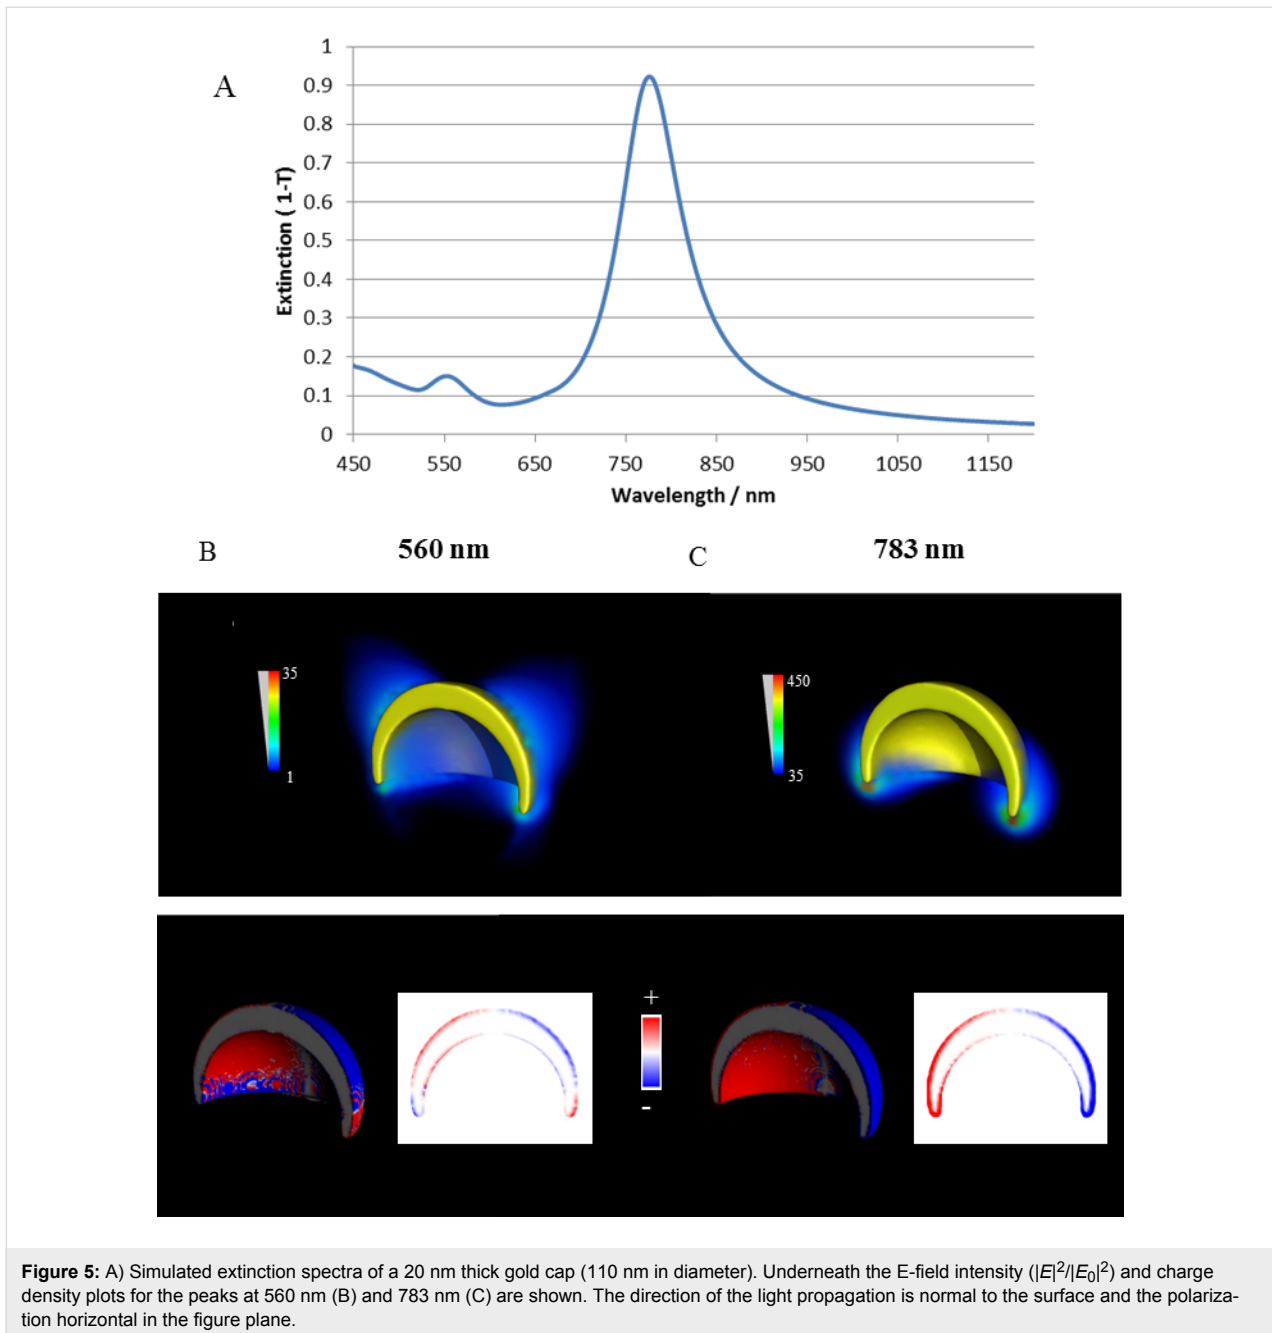 A
1
0.9
0.8
0.7
0.6
0.5
0.4
0.3
0.2
0.1
0
Extinction ( 1-T)
450 550 650 750 850 950 1050 1150
Wavelength / nm
B 560 nm C 783 nm
35
1
450
35
+
-
Figure 5: A) Simulated extinction spectra of a 20 nm thick gold cap (110 nm in diameter). Underneath the E-field intensity (|E|²/|E₀|²) and charge
density plots for the peaks at 560 nm (B) and 783 nm (C) are shown. The direction of the light propagation is normal to the surface and the polariza-
tion horizontal in the figure plane.